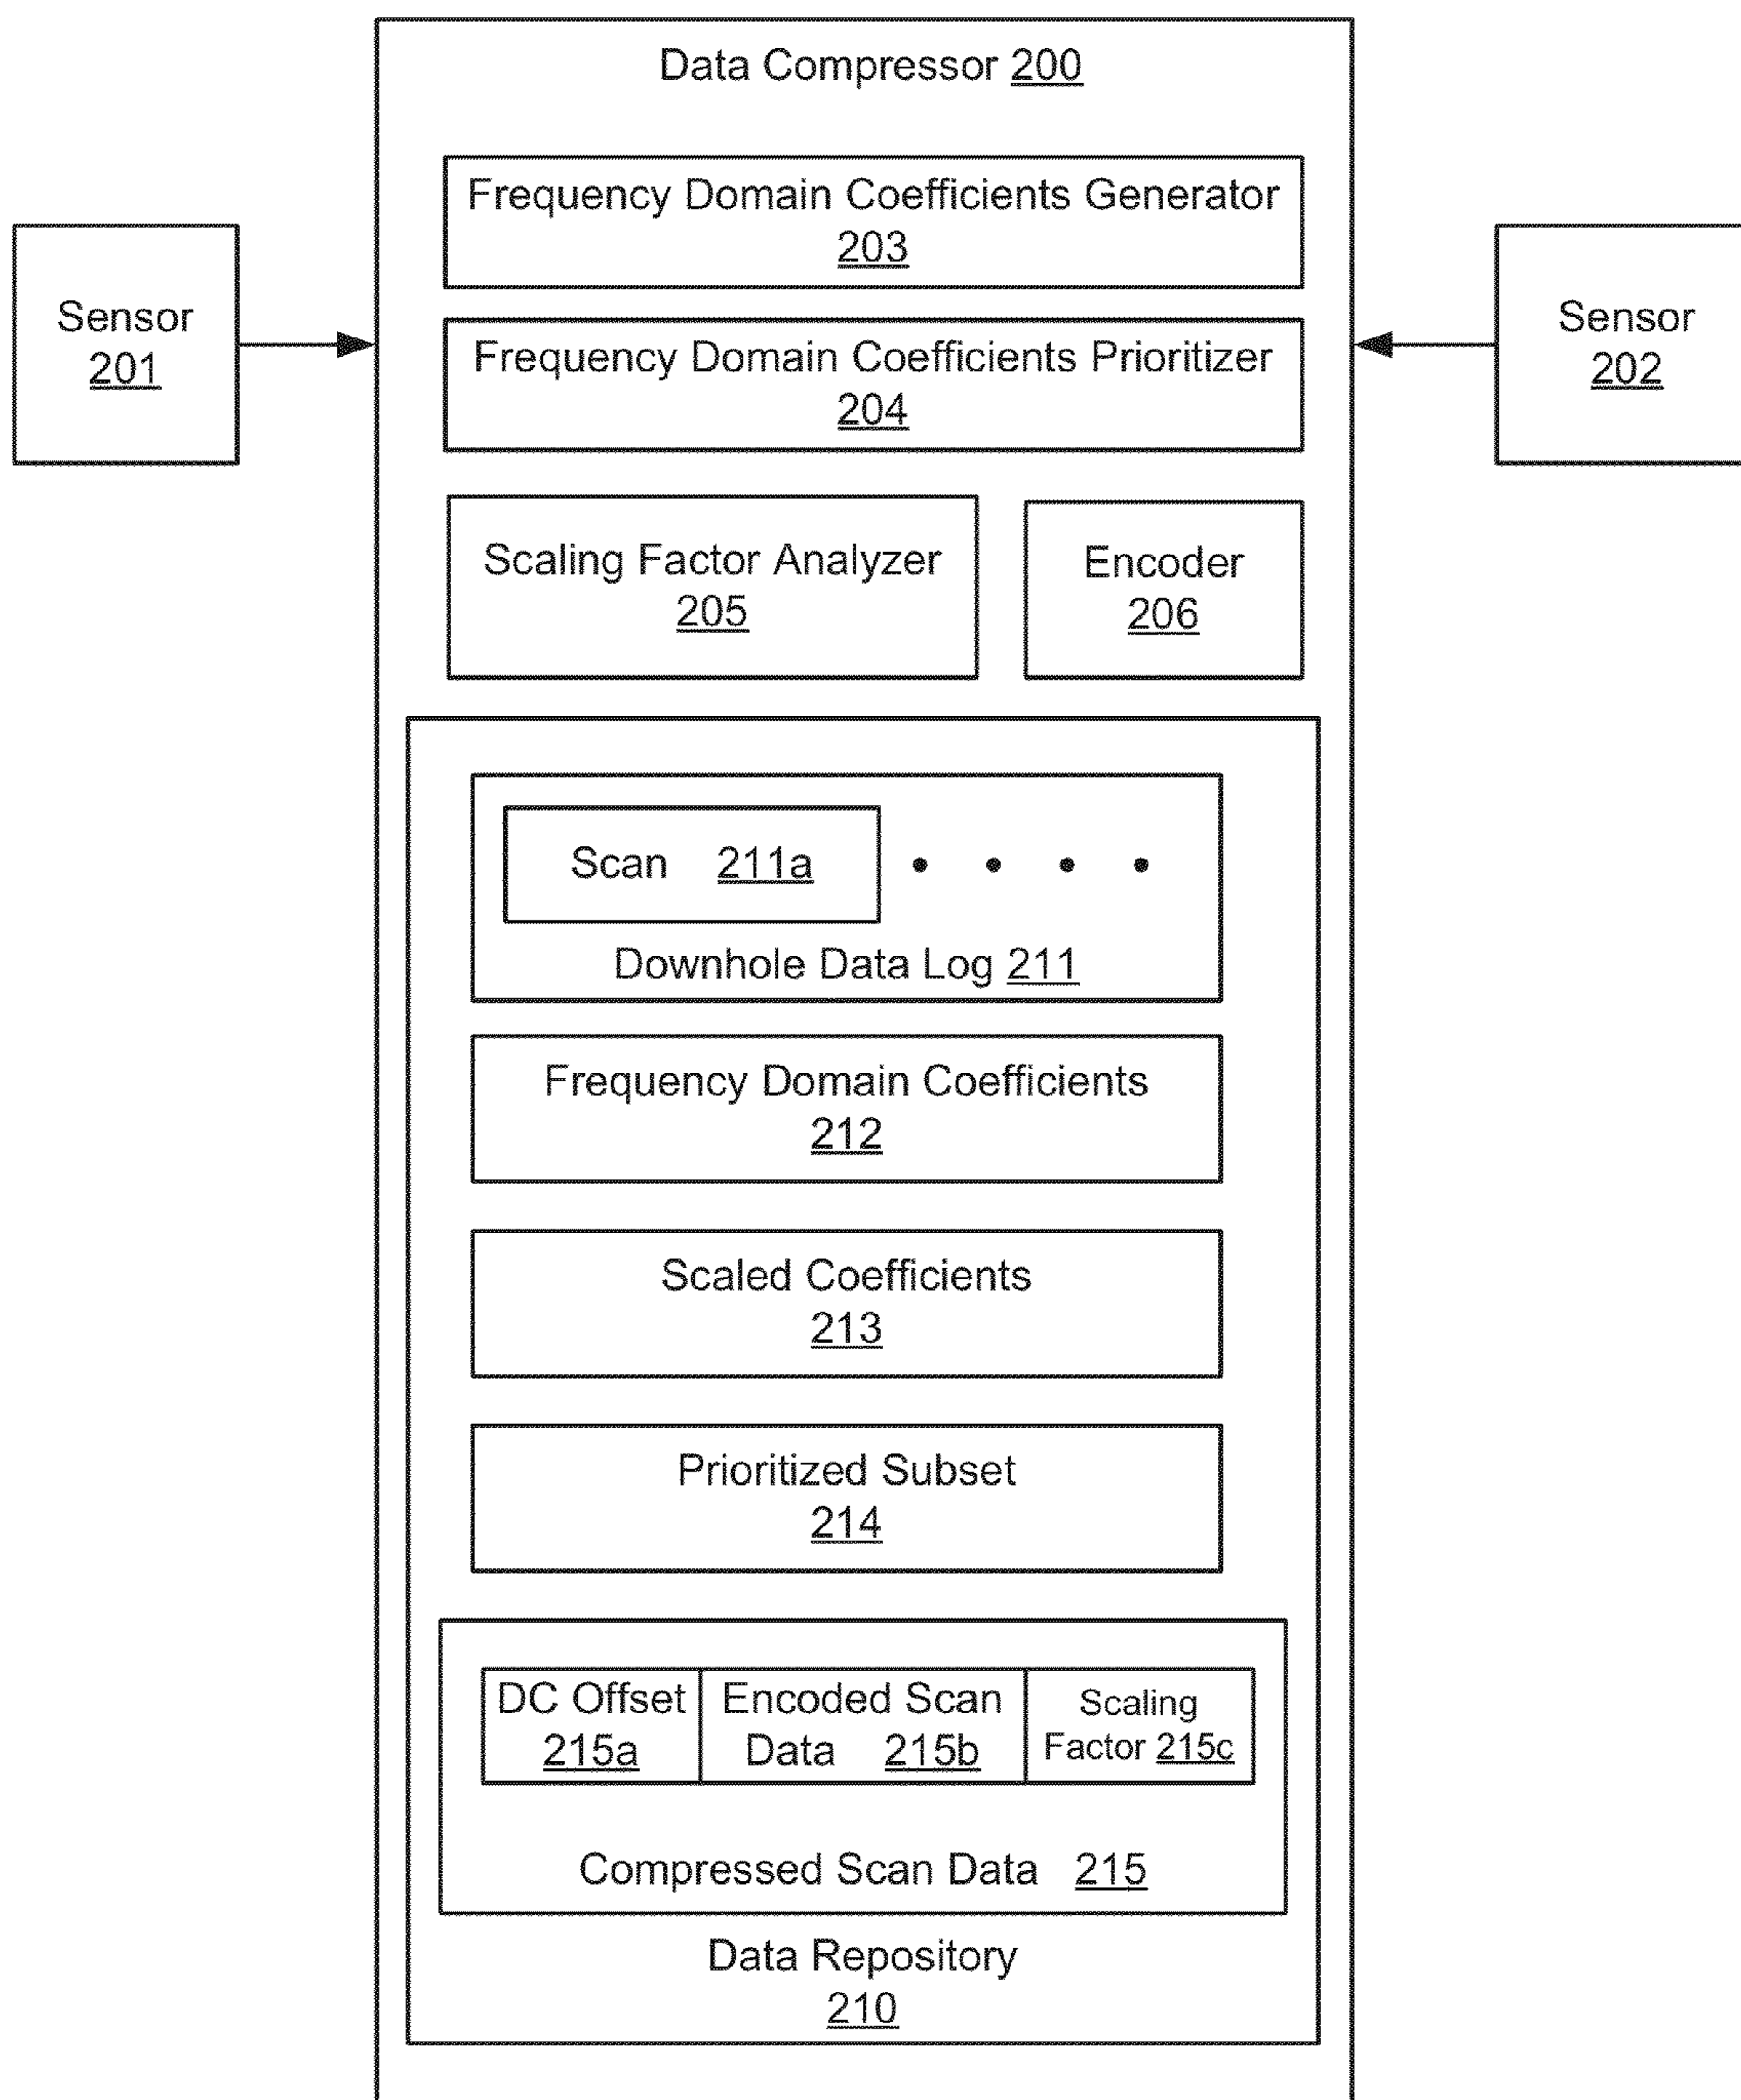 Data Compressor 200
Frequency Domain Coefficients Generator
203
Sensor
201
Frequency Domain Coefficients Prioritizer
204
Sensor
202
Scaling Factor Analyzer
205
Encoder
206
Scan 211a
Downhole Data Log 211
Frequency Domain Coefficients
212
Scaled Coefficients
213
Prioritized Subset
214
DC Offset
215a
Encoded Scan
Data 215b
Scaling
Factor 215c
Compressed Scan Data 215
Data Repository
210